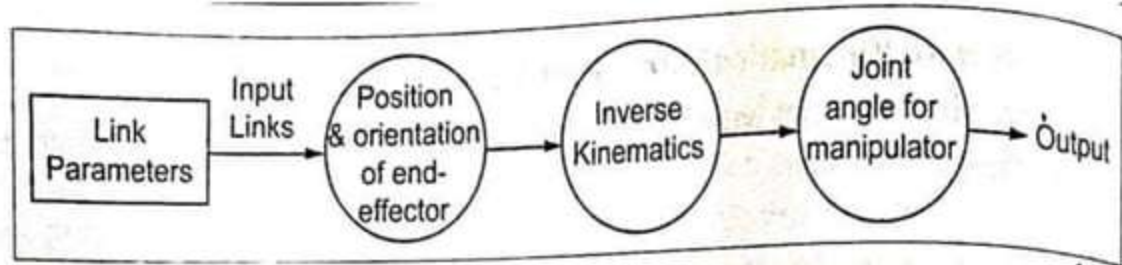 Link
Parameters
Input
Links
Position
& orientation
of end-
effector
Inverse
Kinematics
Joint
angle for
manipulator
Output